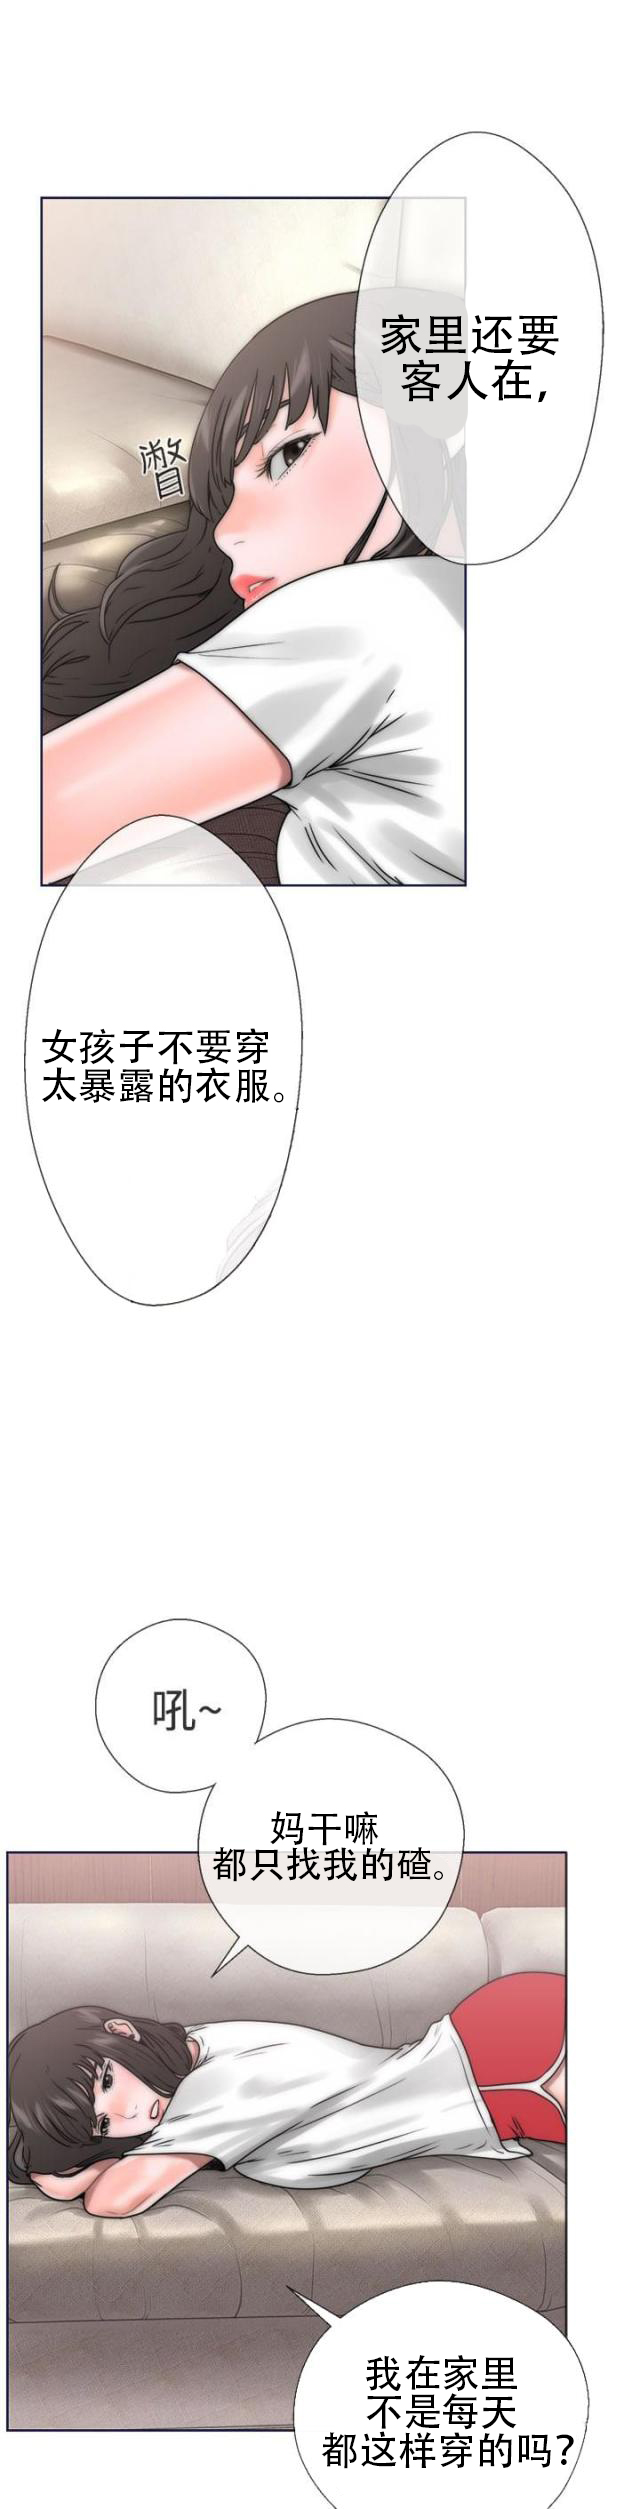 家里还要
客人在,
瞥
女孩子不要穿
太暴露的衣服。
吼~
妈干嘛
都只找我的碴。
我在家里
不是每天
都这样穿的吗?